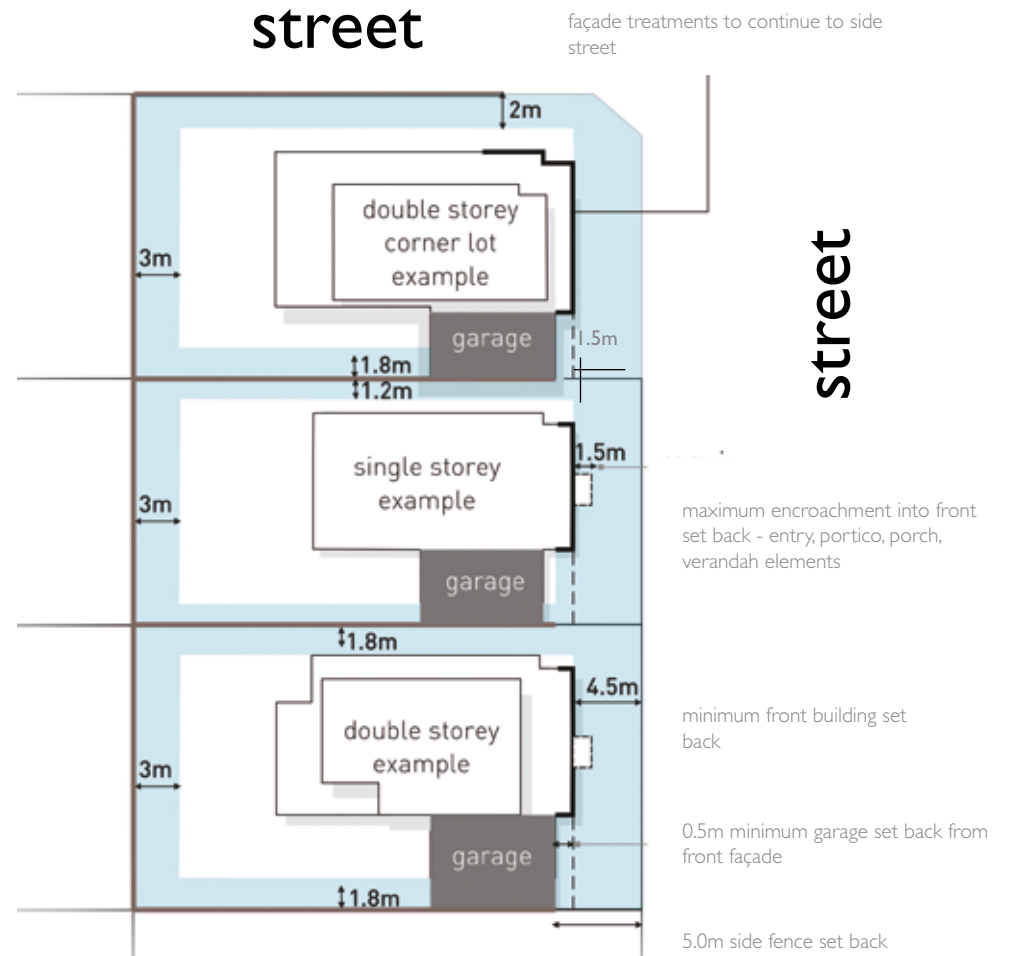 street
façade treatments to continue to side
street
2m
double storey
corner lot
example
street
3m
garage
1.5m
1.8m
1.2m
1.5m
single storey
example
3m
maximum encroachment into front
set back - entry, portico, porch,
verandah elements
garage
1.8m
4.5m
minimum front building set
back
double storey
example
3m
0.5m minimum garage set back from
front façade
garage
1.8m
5.0m side fence set back